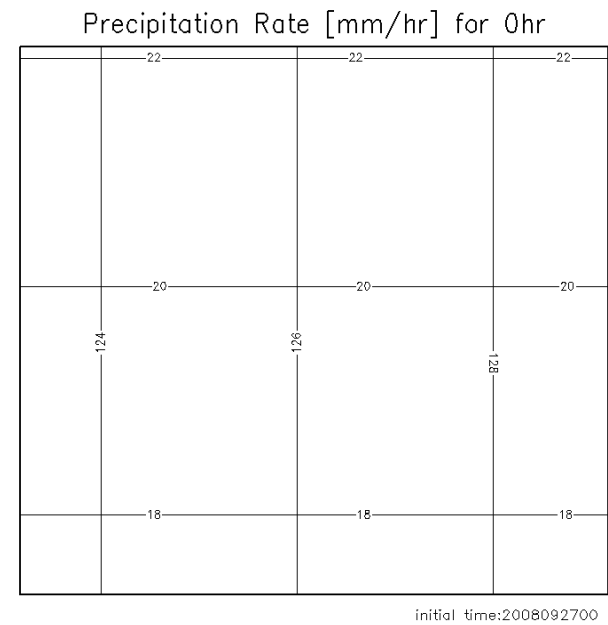 Precipitation Rate [mm/hr] for 0hr
22 22 22
20 20 20
124 126 128
18 18 18
initial time:2008092700